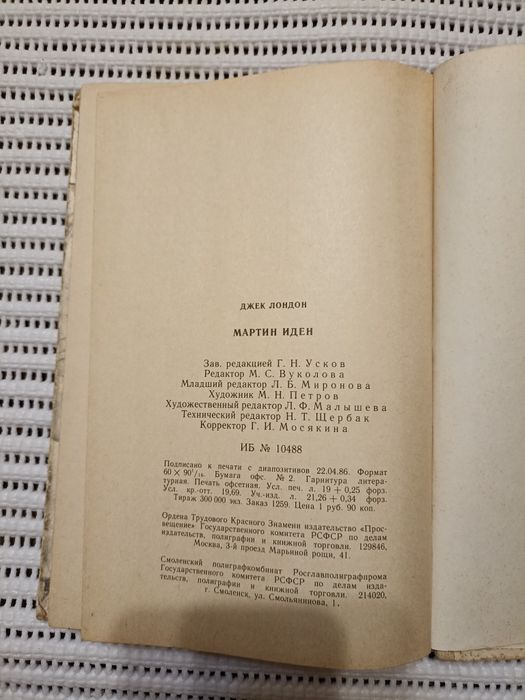 ДЖЕК ЛОНДОН
МАРТИН ИДЕН
Зав. редакцией Г. Н. Усков
Редактор М. С. Вуколова
Младший редактор Л. Б. Миронова
Художник М. Н. Петров
Художественный редактор Л. Ф. Малышева
Технический редактор Н. Т. Щербак
Корректор Г. И. Мосякина
ИБ № 10488
Подписано к печати с диапозитивов 22.04.86. Формат
60 × 90¹/₁₆. Бумага офс. № 2. Гарнитура литера-
турная. Печать офсетная. Усл. печ. л. 19 + 0,25 форз.
Усл. кр.-отт. 19,69. Уч.-изд. л. 21,26 + 0,34 форз.
Тираж 300 000 экз. Заказ 1259. Цена 1 руб. 90 коп.
Ордена Трудового Красного Знамени издательство «Прос-
вещение» Государственного комитета РСФСР по делам
издательств, полиграфии и книжной торговли. 129846,
Москва, 3-й проезд Марьиной рощи, 41.
Смоленский полиграфкомбинат Росглавполиграфпрома
Государственного комитета РСФСР по делам изда-
тельств, полиграфии и книжной торговли. 214020,
г. Смоленск, ул. Смольянинова, 1.